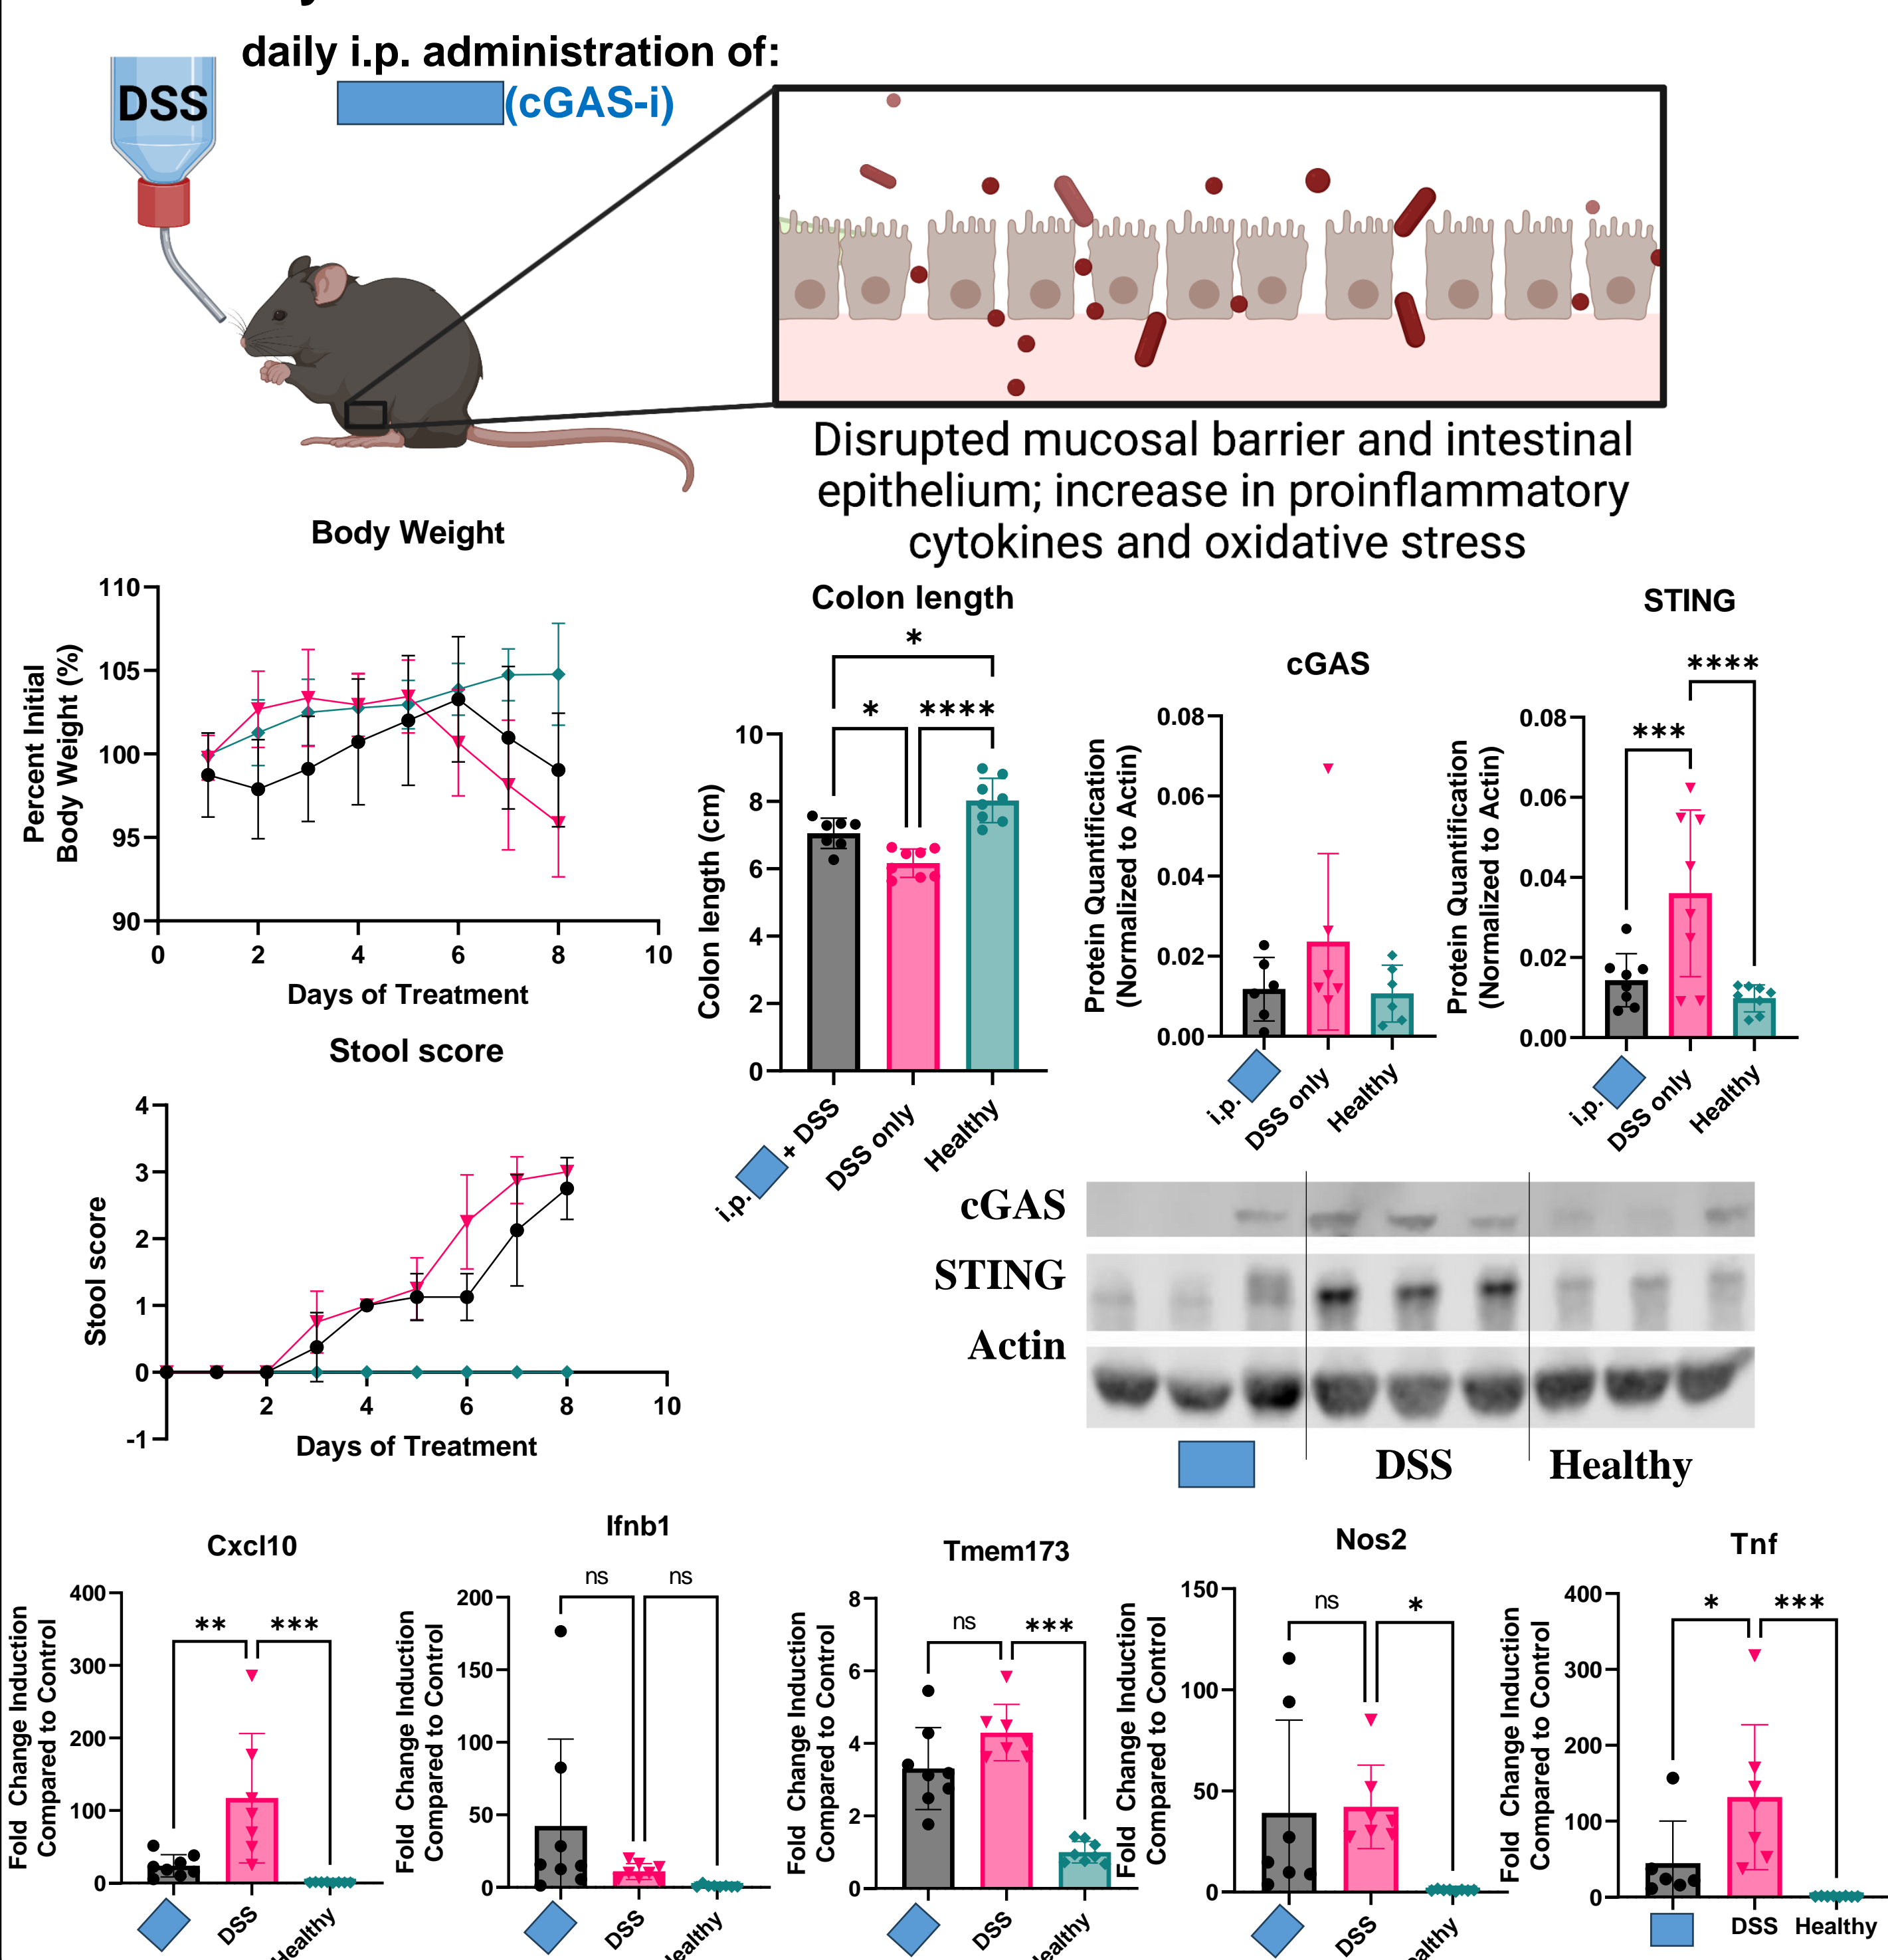 daily i.p. administration of:
(cGAS-i)
DSS
Disrupted mucosal barrier and intestinal
epithelium; increase in proinflammatory
cytokines and oxidative stress
Body Weight
Percent Initial
Body Weight (%)
110
105
100
95
90
0 2 4 6 8 10
Days of Treatment
Colon length
*
* ****
Colon length (cm)
10
8
6
4
2
0
i.p. + DSS
DSS only
Healthy
cGAS
Protein Quantification
(Normalized to Actin)
0.08
0.06
0.04
0.02
0.00
i.p.
DSS only
Healthy
STING
****
***
Protein Quantification
(Normalized to Actin)
0.08
0.06
0.04
0.02
0.00
i.p.
DSS only
Healthy
Stool score
Stool score
4
3
2
1
0
-1
2 4 6 8 10
Days of Treatment
cGAS
STING
Actin
DSS Healthy
Cxcl10
** ***
Fold Change Induction
Compared to Control
400
300
200
100
0
DSS
Healthy
Ifnb1
ns ns
Fold Change Induction
Compared to Control
200
150
100
50
0
DSS
Tmem173
ns ***
Fold Change Induction
Compared to Control
8
6
4
2
0
DSS
Nos2
ns *
Fold Change Induction
Compared to Control
150
100
50
0
DSS
Tnf
* ***
Fold Change Induction
Compared to Control
400
300
200
100
0
DSS Healthy